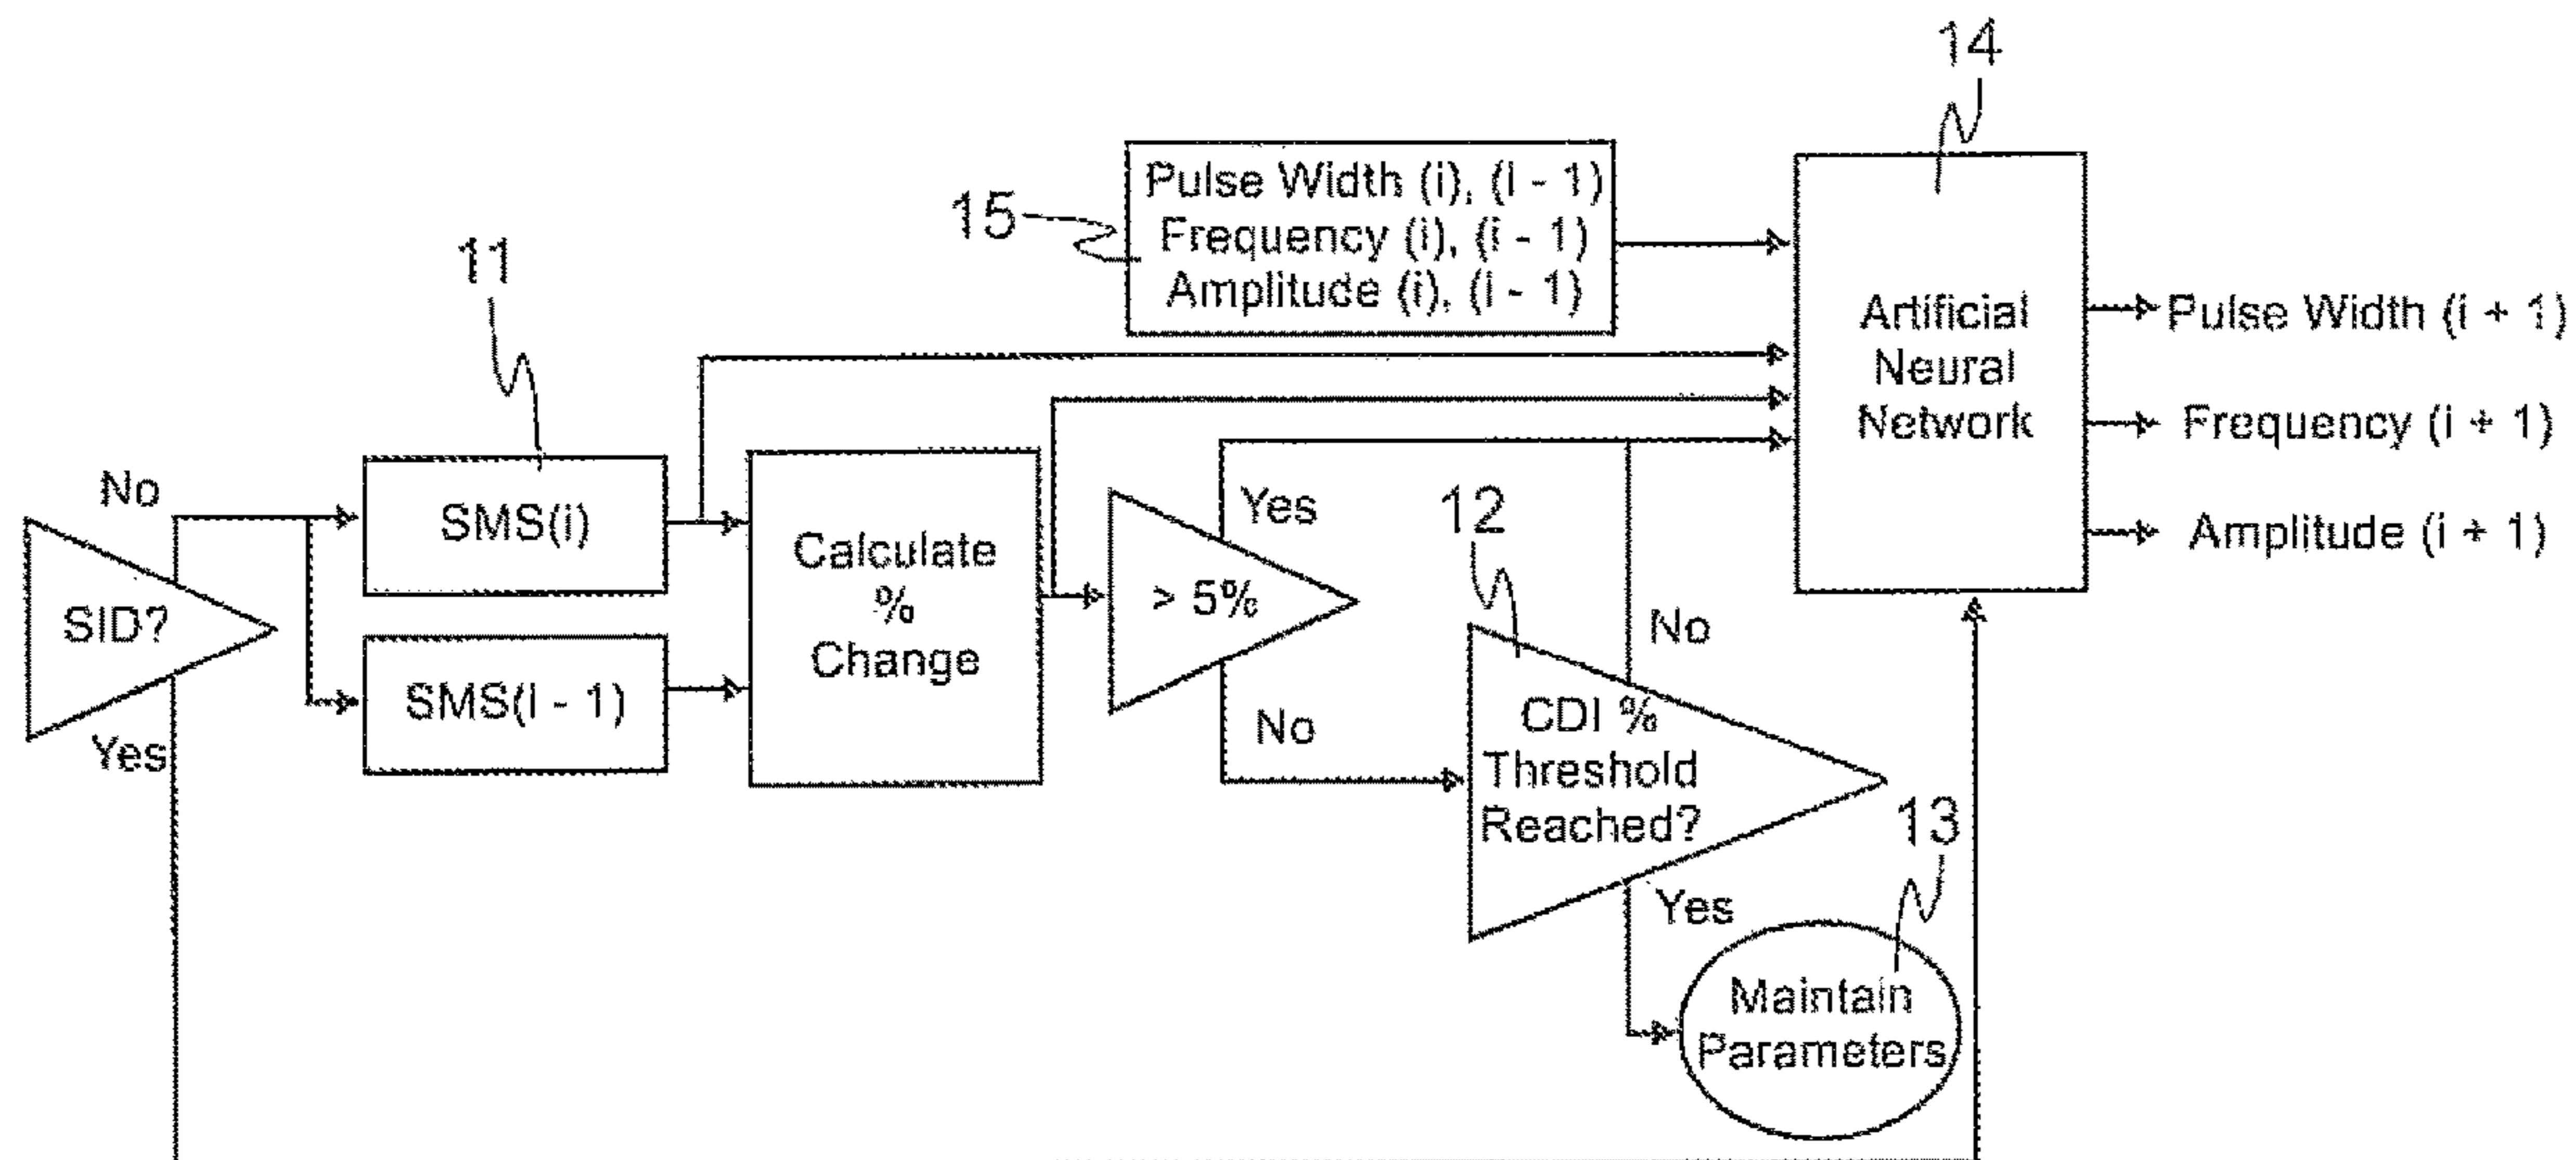 14
15
Pulse Width (i), (i - 1)
Frequency (i), (i - 1)
Amplitude (i), (i - 1)
11
Artificial
Neural
Network
Pulse Width (i + 1)
Frequency (i + 1)
Amplitude (i + 1)
No
SID?
Yes
SMS(i)
SMS(i - 1)
Calculate
%
Change
> 5%
Yes
No
12
CDI %
Threshold
Reached?
No
Yes
13
Maintain
Parameters